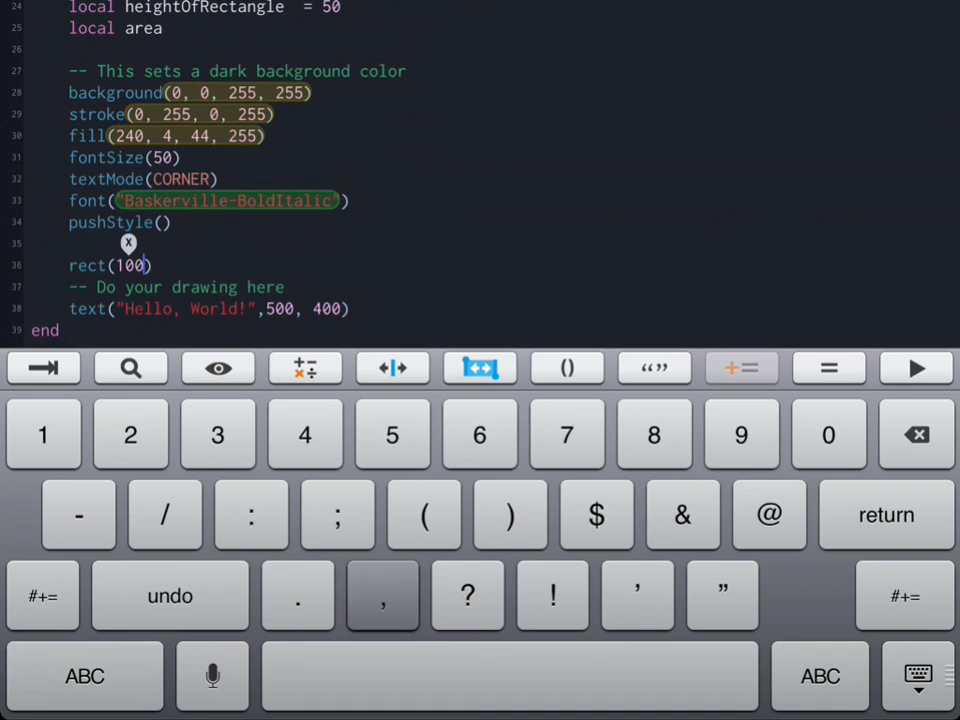 24 local heightOfRectangle = 50
25 local area
26
27 -- This sets a dark background color
28 background(0, 0, 255, 255)
29 stroke(0, 255, 0, 255)
30 fill(240, 4, 44, 255)
31 fontSize(50)
32 textMode(CORNER)
33 font("Baskerville-BoldItalic")
34 pushStyle()
X
35
36 rect(100)
37 -- Do your drawing here
38 text("Hello, World!",500, 400)
39 end
() “” += = 
1 2 3 4 5 6 7 8 9 0
- / : ; ( ) $ & @ return
#+= undo . , ? ! ’ ” #+=
ABC ABC